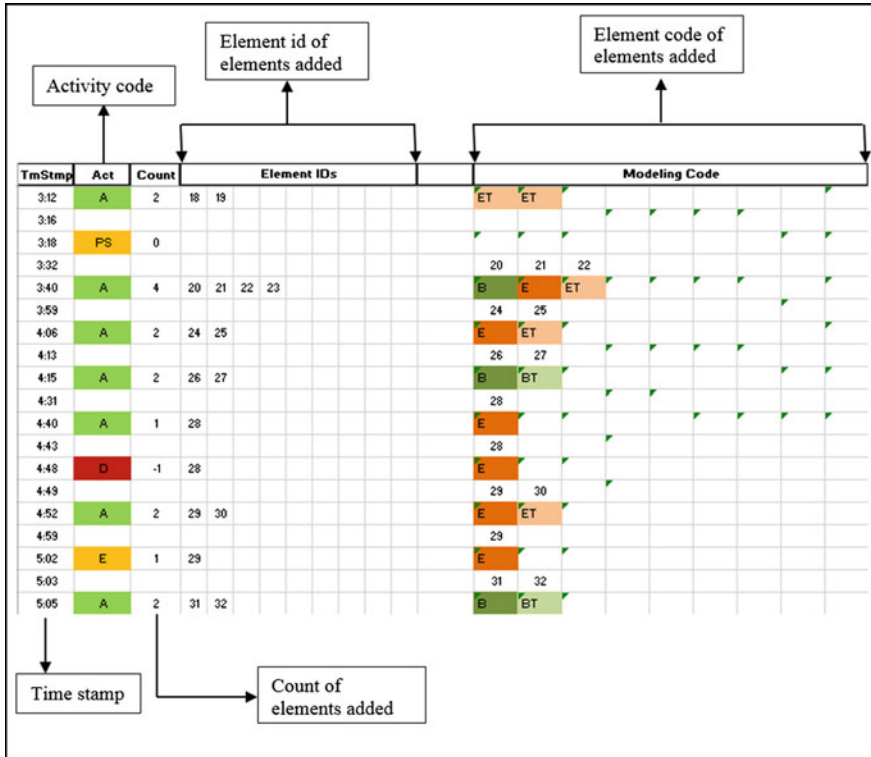 Element id of
elements added
Element code of
elements added
Activity code
TmStmp Act Count Element IDs Modeling Code
3:12 A 2 18 19 ET ET
3:16
3:18 PS 0
3:32 20 21 22
3:40 A 4 20 21 22 23 B E ET
3:59 24 25
4:06 A 2 24 25 E ET
4:13 26 27
4:15 A 2 26 27 B BT
4:31 28
4:40 A 1 28 E
4:43 28
4:48 D -1 28 E
4:49 29 30
4:52 A 2 29 30 E ET
4:59 29
5:02 E 1 29 E
5:03 31 32
5:05 A 2 31 32 B BT
Time stamp
Count of
elements added